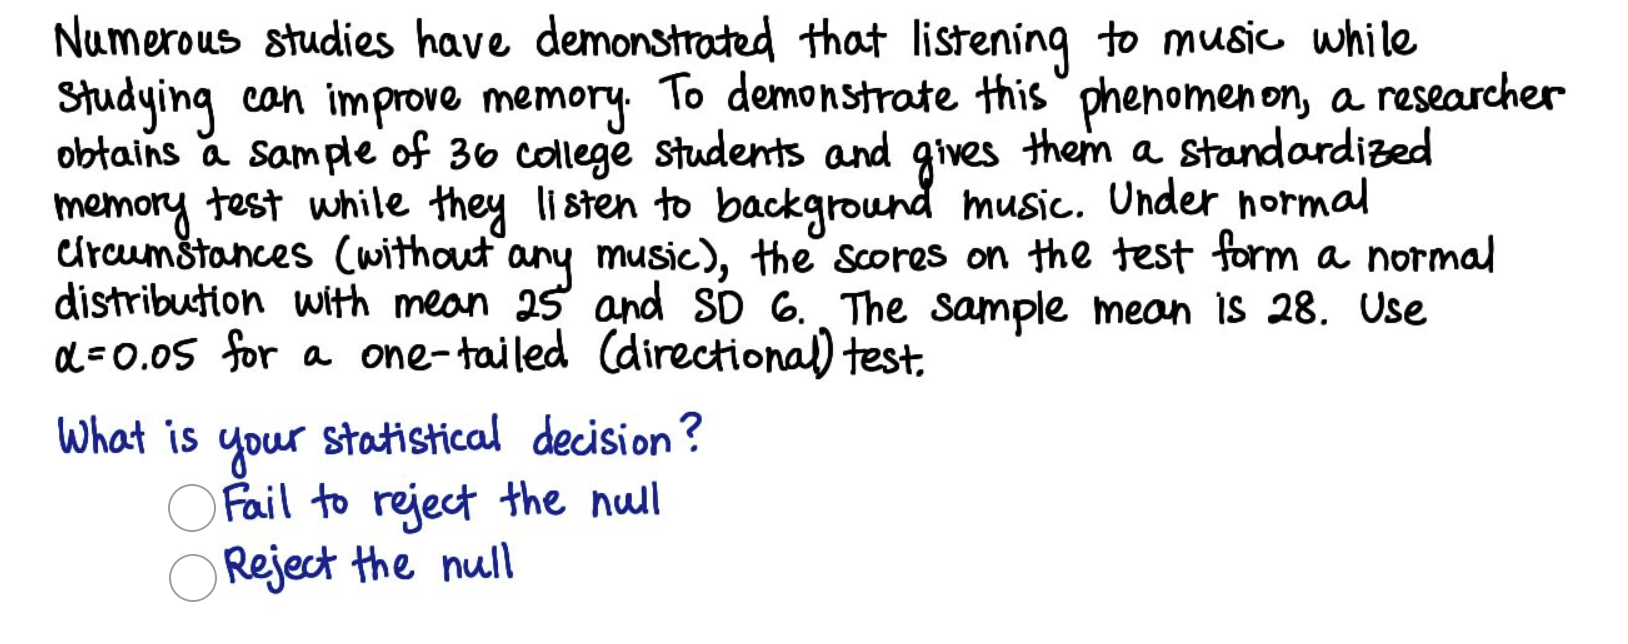 Numerous studies have demonstrated that listening to music while
Studying can improve memory. To demonstrate this phenomenon, a researcher
obtains a sample of 36 college students and gives them a standardized
memory test while they listen to background music. Under normal
circumstances (without any music), the scores on the test form a normal
distribution with mean 25 and SD 6. The sample mean is 28. Use
α=0.05 for a one-tailed (directional) test.
What is your statistical decision?
Fail to reject the null
Reject the null